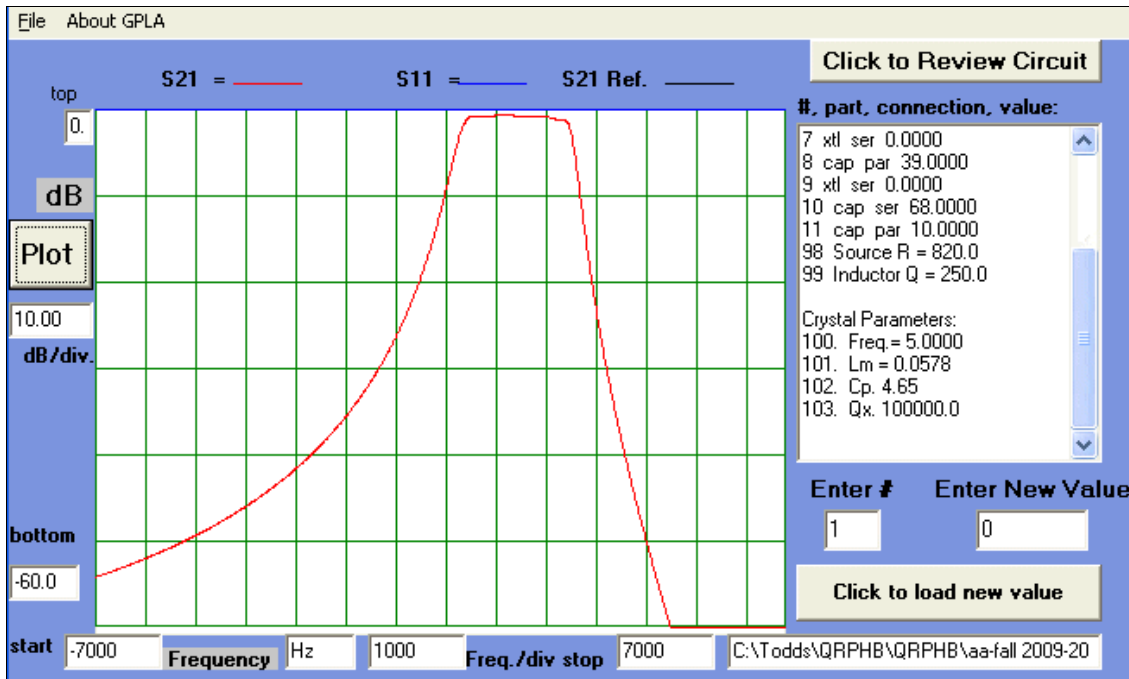 File About GPLA
S21 = S11 = S21 Ref.
Click to Review Circuit
top
0.
#, part, connection, value:
7 xtl ser 0.0000
8 cap par 39.0000
9 xtl ser 0.0000
10 cap ser 68.0000
11 cap par 10.0000
98 Source R = 820.0
99 Inductor Q = 250.0
Crystal Parameters:
100. Freq.= 5.0000
101. Lm = 0.0578
102. Cp. 4.65
103. Qx. 100000.0
dB
Plot
10.00
dB/div.
Enter # Enter New Value
1 0
bottom
-60.0
Click to load new value
start -7000 Frequency Hz 1000 Freq./div stop 7000 C:\Todds\QRPHB\QRPHB\aa-fall 2009-20